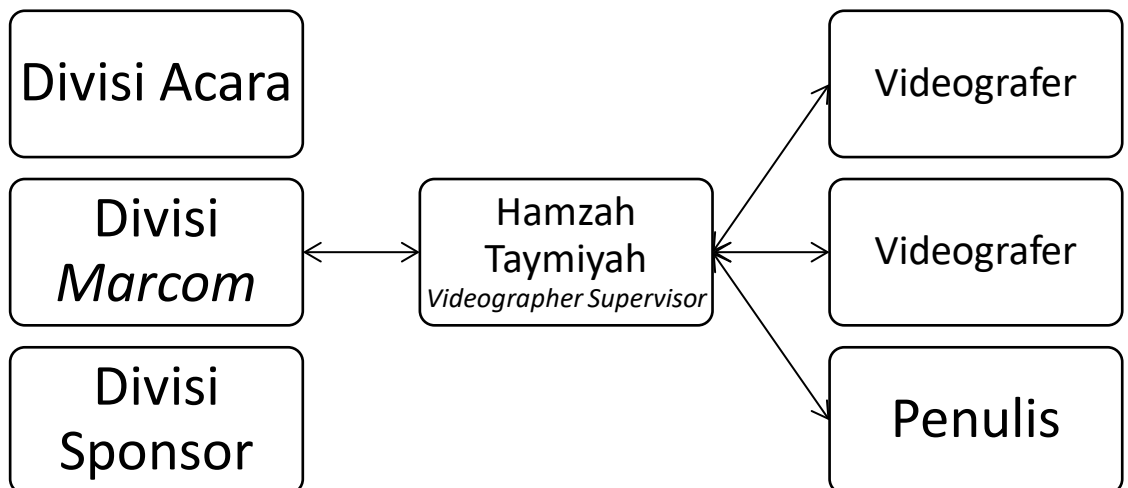 Divisi Acara
Divisi
Marcom
Divisi
Sponsor
Hamzah
Taymiyah
Videographer Supervisor
Videografer
Videografer
Penulis